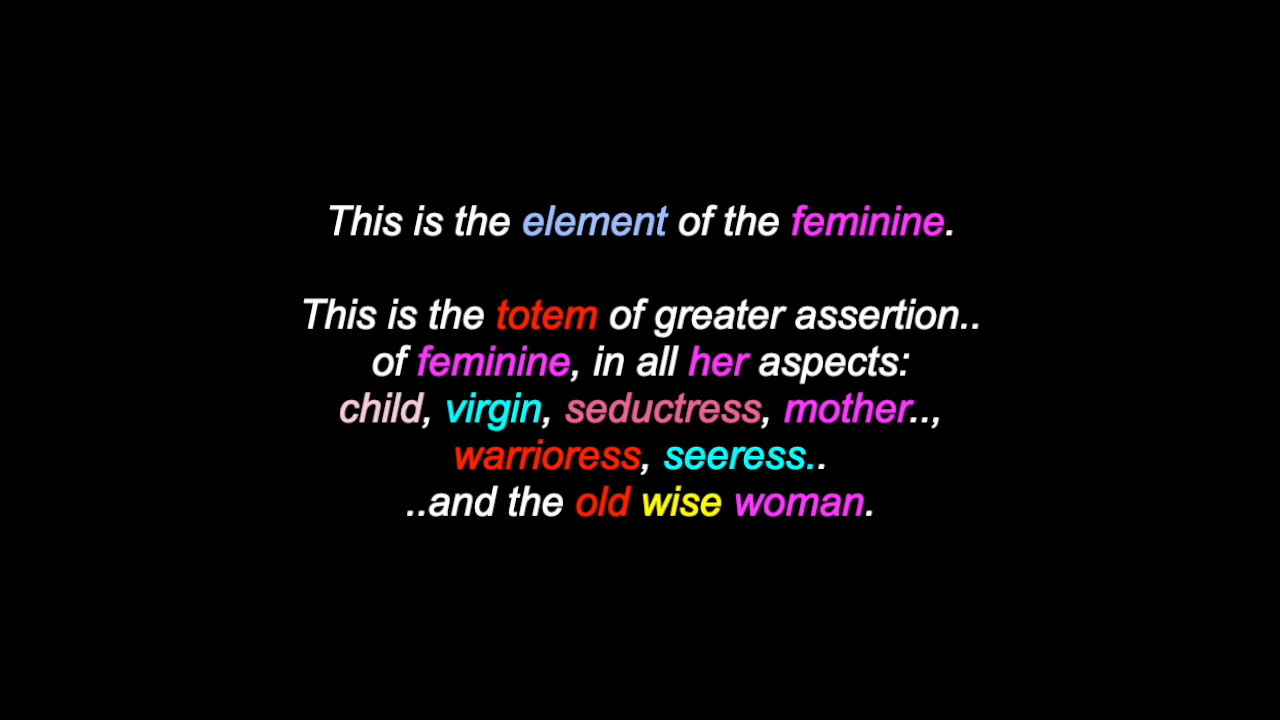 This is the element of the feminine.
This is the totem of greater assertion..
of feminine, in all her aspects:
child, virgin, seductress, mother..,
warrioress, seeress..
..and the old wise woman.